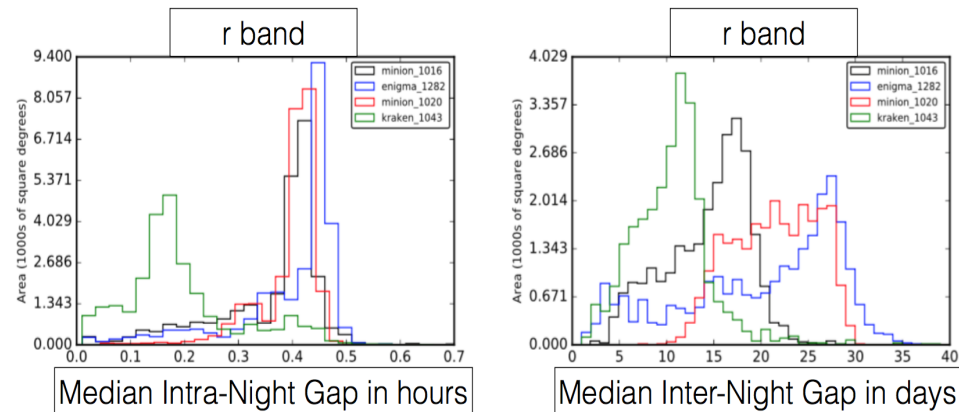 r band
9.400
8.057
6.714
5.371
4.029
2.686
1.343
0.000
Area (1000s of square degrees)
minion_1016
enigma_1282
minion_1020
kraken_1043
0.0 0.1 0.2 0.3 0.4 0.5 0.6 0.7
Median Intra-Night Gap in hours
r band
4.029
3.357
2.686
2.014
1.343
0.671
0.000
Area (1000s of square degrees)
minion_1016
enigma_1282
minion_1020
kraken_1043
0 5 10 15 20 25 30 35 40
Median Inter-Night Gap in days